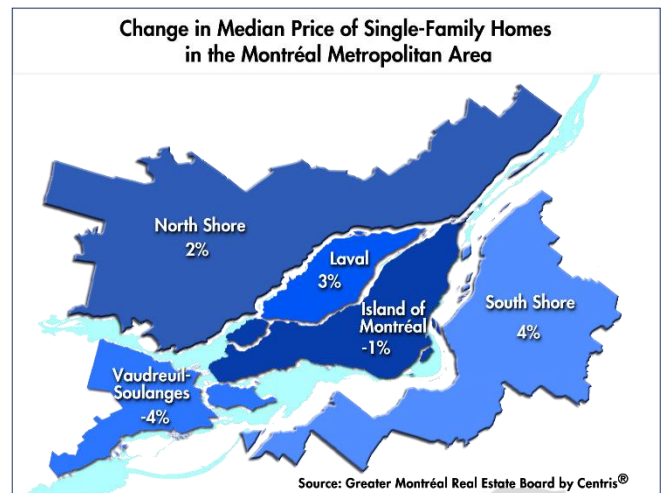 Change in Median Price of Single-Family Homes
in the Montréal Metropolitan Area
North Shore
2%
Laval
3%
Island of
Montréal
-1%
South Shore
4%
Vaudreuil-
Soulanges
-4%
Source: Greater Montréal Real Estate Board by Centris®